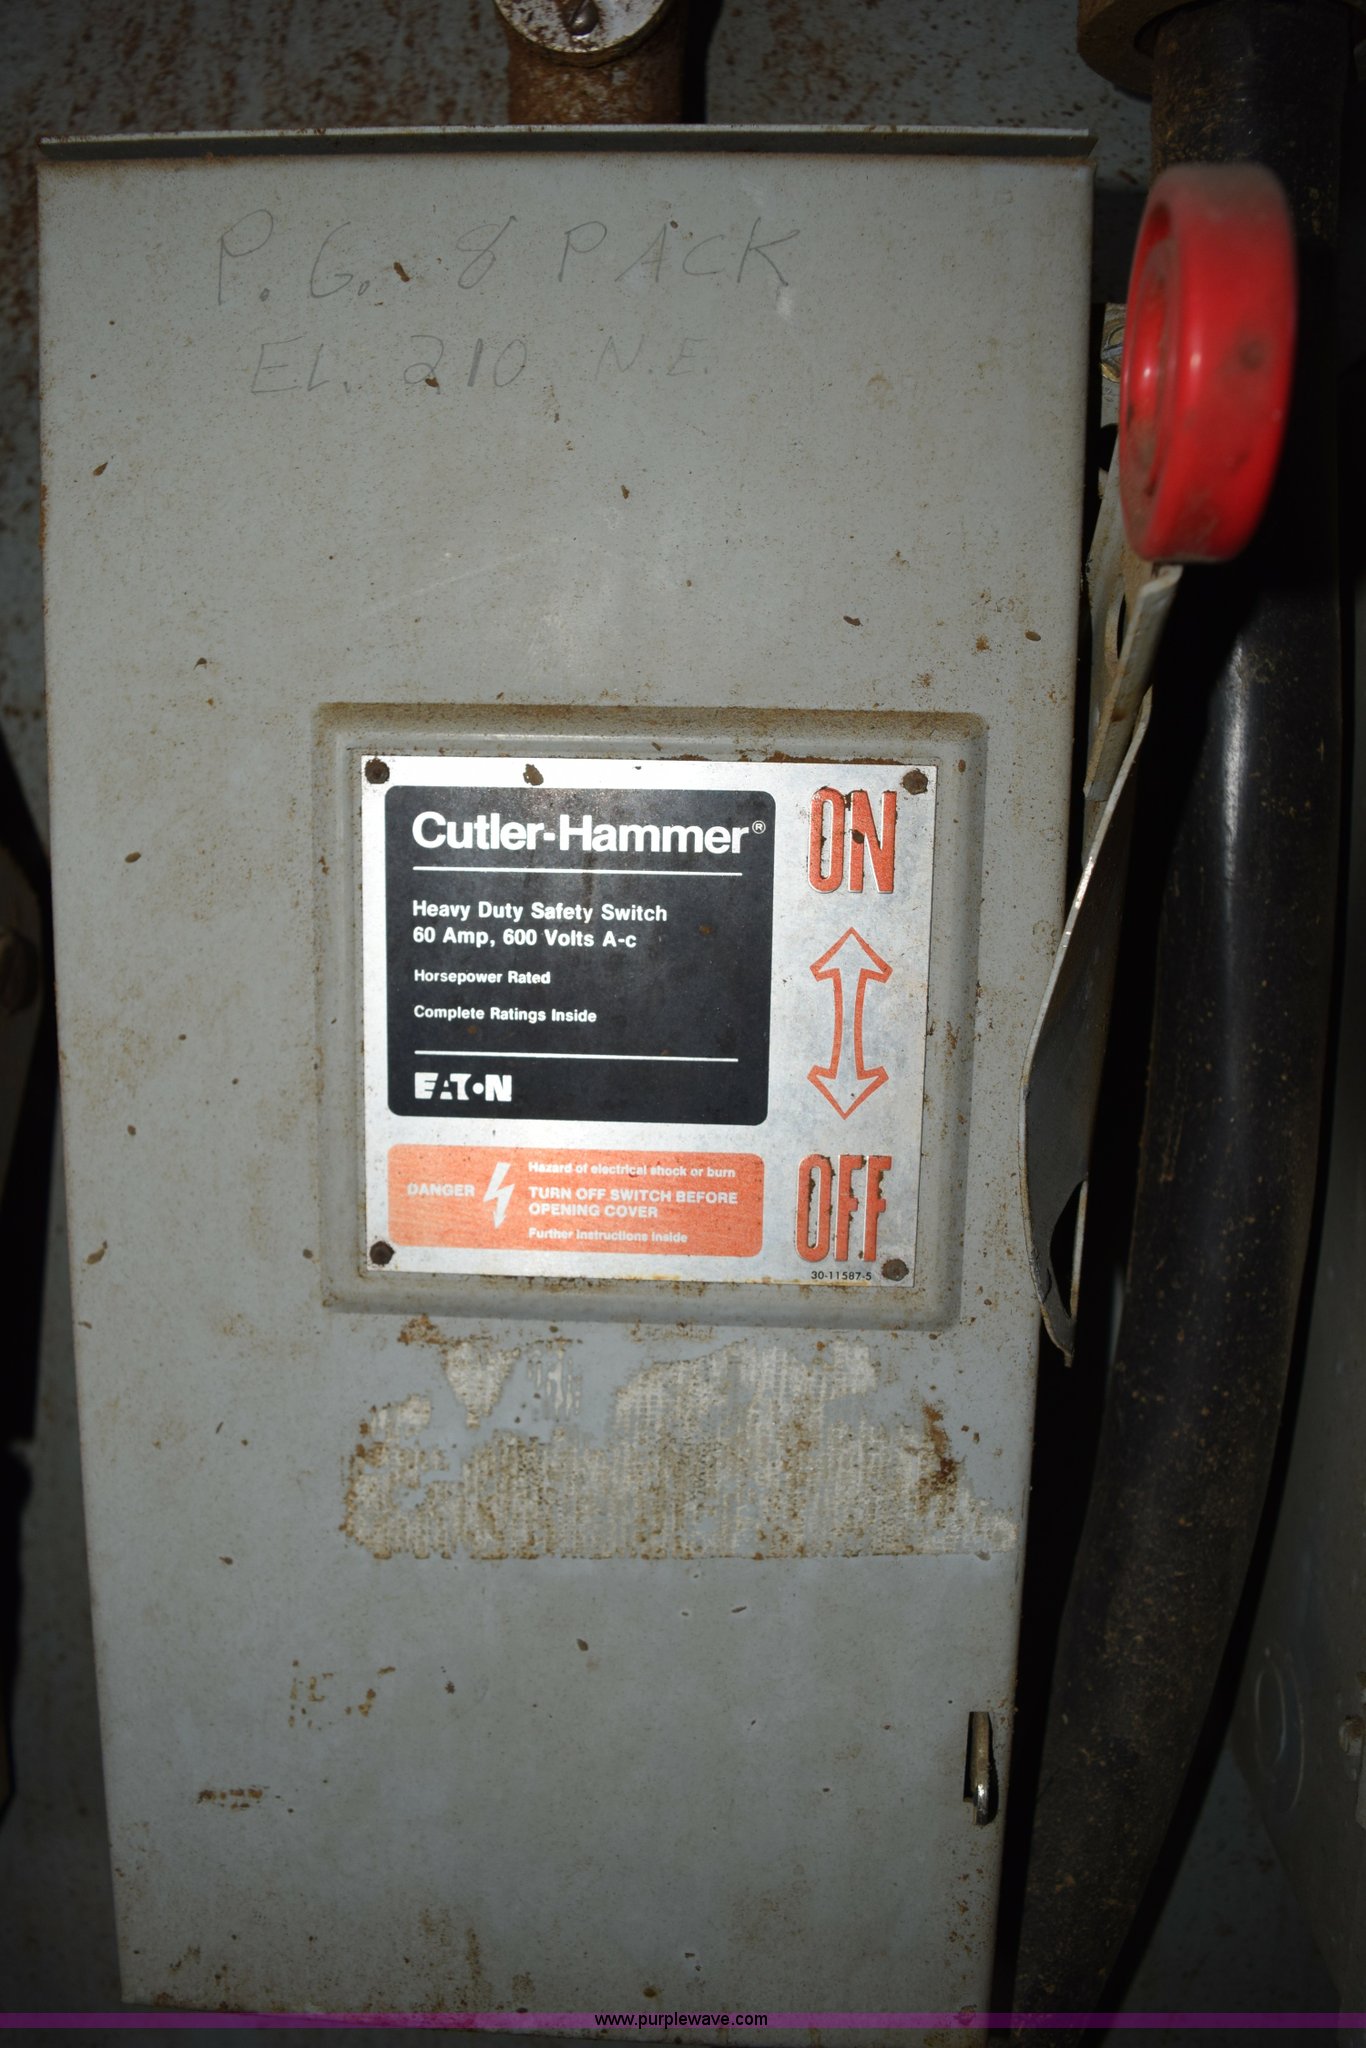 P. G. 8 PACK
EL. 210 N.E.
Cutler-Hammer®
Heavy Duty Safety Switch
60 Amp, 600 Volts A-c
Horsepower Rated
Complete Ratings Inside
EATON
ON
OFF
DANGER
Hazard of electrical shock or burn
TURN OFF SWITCH BEFORE
OPENING COVER
Further instructions inside
30-11587-5
www.purplewave.com